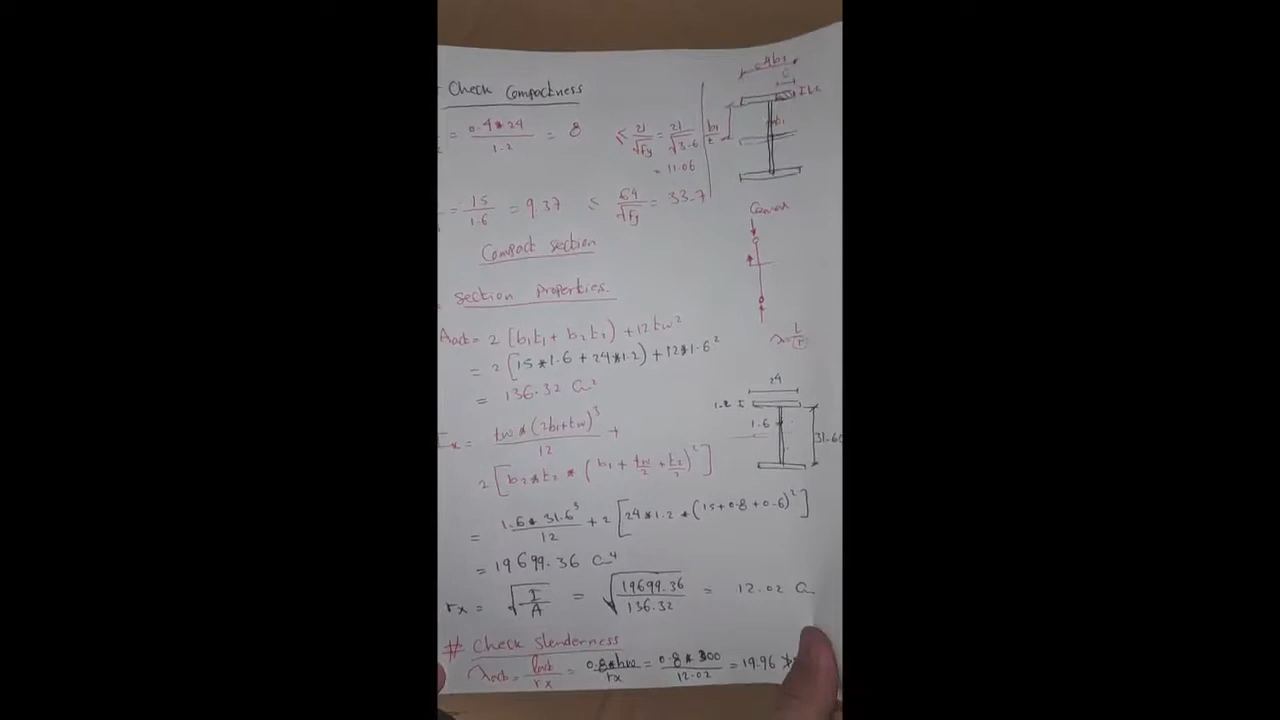 Check Compactness
= 0.4*24 / 1.2 = 8 ≤ 21/√Fy = 21/√3.6
= 11.06
= 15/1.6 = 9.37 ≤ 64/√Fy = 33.7
Compact section
Section Properties.
Aact = 2 (b1t1 + b2t2) + 12tw²
= 2 [15*1.6 + 24*1.2) + 12*1.6²
= 136.32 Cm²
Ix = tw*(2b1+tw)³ / 12 +
2 [b2*t2 * (b1 + tw/2 + t2/2)²]
= 1.6*31.6³ / 12 + 2 [24*1.2*(15+0.8+0.6)²]
= 19699.36 Cm⁴
rx = √(I/A) = √(19699.36/136.32) = 12.02 Cm
# Check Slenderness
λact = lact/rx = 0.8*hw/rx = 0.8*300/12.02 = 19.96
b1
λ = L/r
24
1.2
1.6
31.60